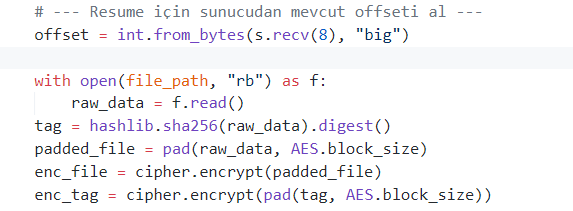 # --- Resume için sunucudan mevcut offseti al ---
offset = int.from_bytes(s.recv(8), "big")
with open(file_path, "rb") as f:
raw_data = f.read()
tag = hashlib.sha256(raw_data).digest()
padded_file = pad(raw_data, AES.block_size)
enc_file = cipher.encrypt(padded_file)
enc_tag = cipher.encrypt(pad(tag, AES.block_size))